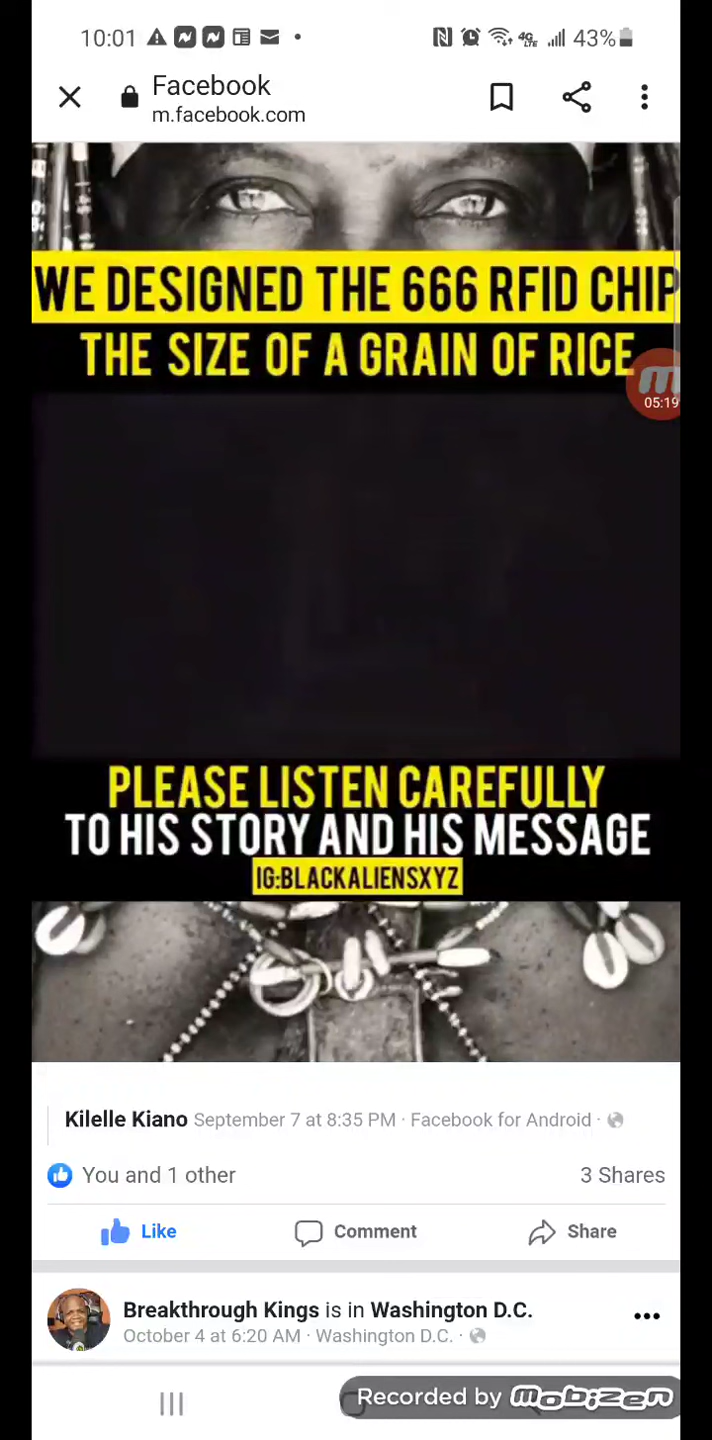 10:01
4G
LTE
43%
Facebook
m.facebook.com
WE DESIGNED THE 666 RFID CHIP
THE SIZE OF A GRAIN OF RICE
05:19
PLEASE LISTEN CAREFULLY
TO HIS STORY AND HIS MESSAGE
IG:BLACKALIENSXYZ
Kilelle Kiano September 7 at 8:35 PM · Facebook for Android ·
You and 1 other
3 Shares
Like
Comment
Share
Breakthrough Kings is in Washington D.C.
October 4 at 6:20 AM · Washington D.C. ·
Recorded by mobizen